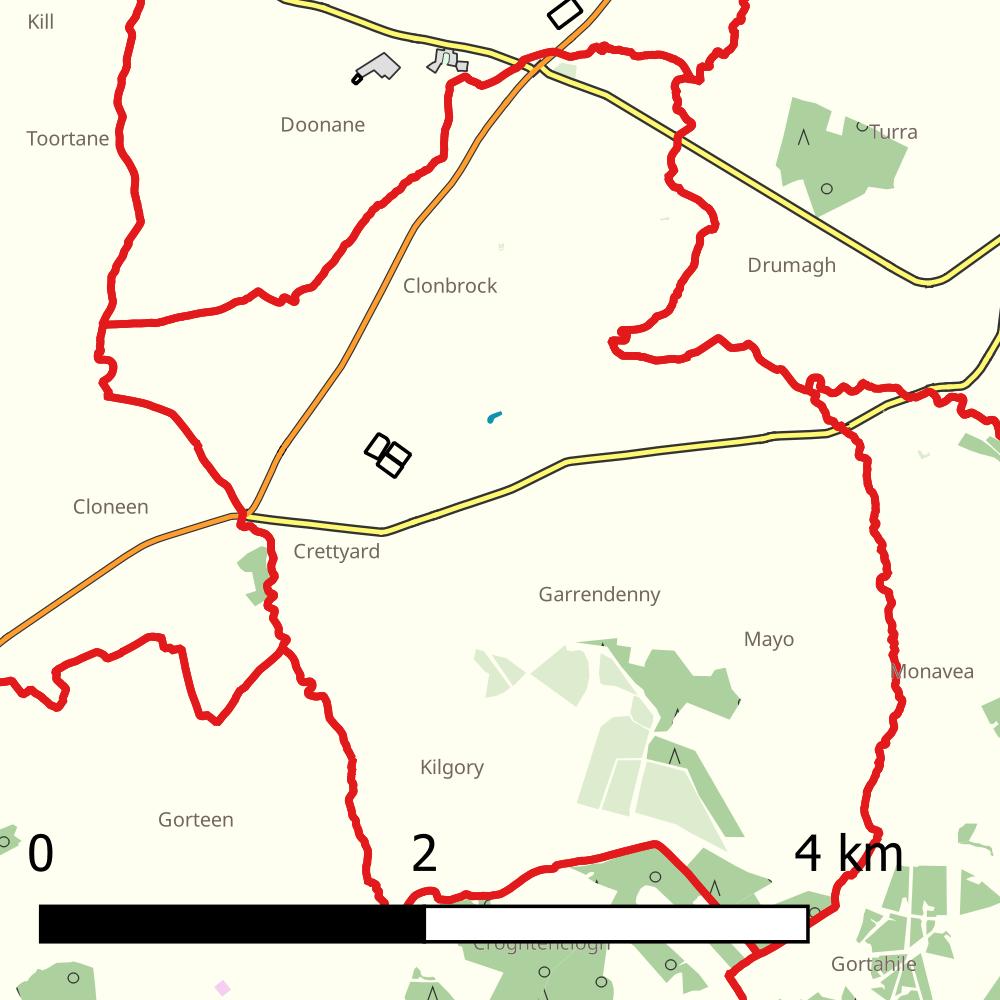 Kill
Toortane
Doonane
Turra
Drumagh
Clonbrock
Cloneen
Crettyard
Garrendenny
Mayo
Monavea
Kilgory
Gorteen
0 2 4 km
Croghtenclogh
Gortahile